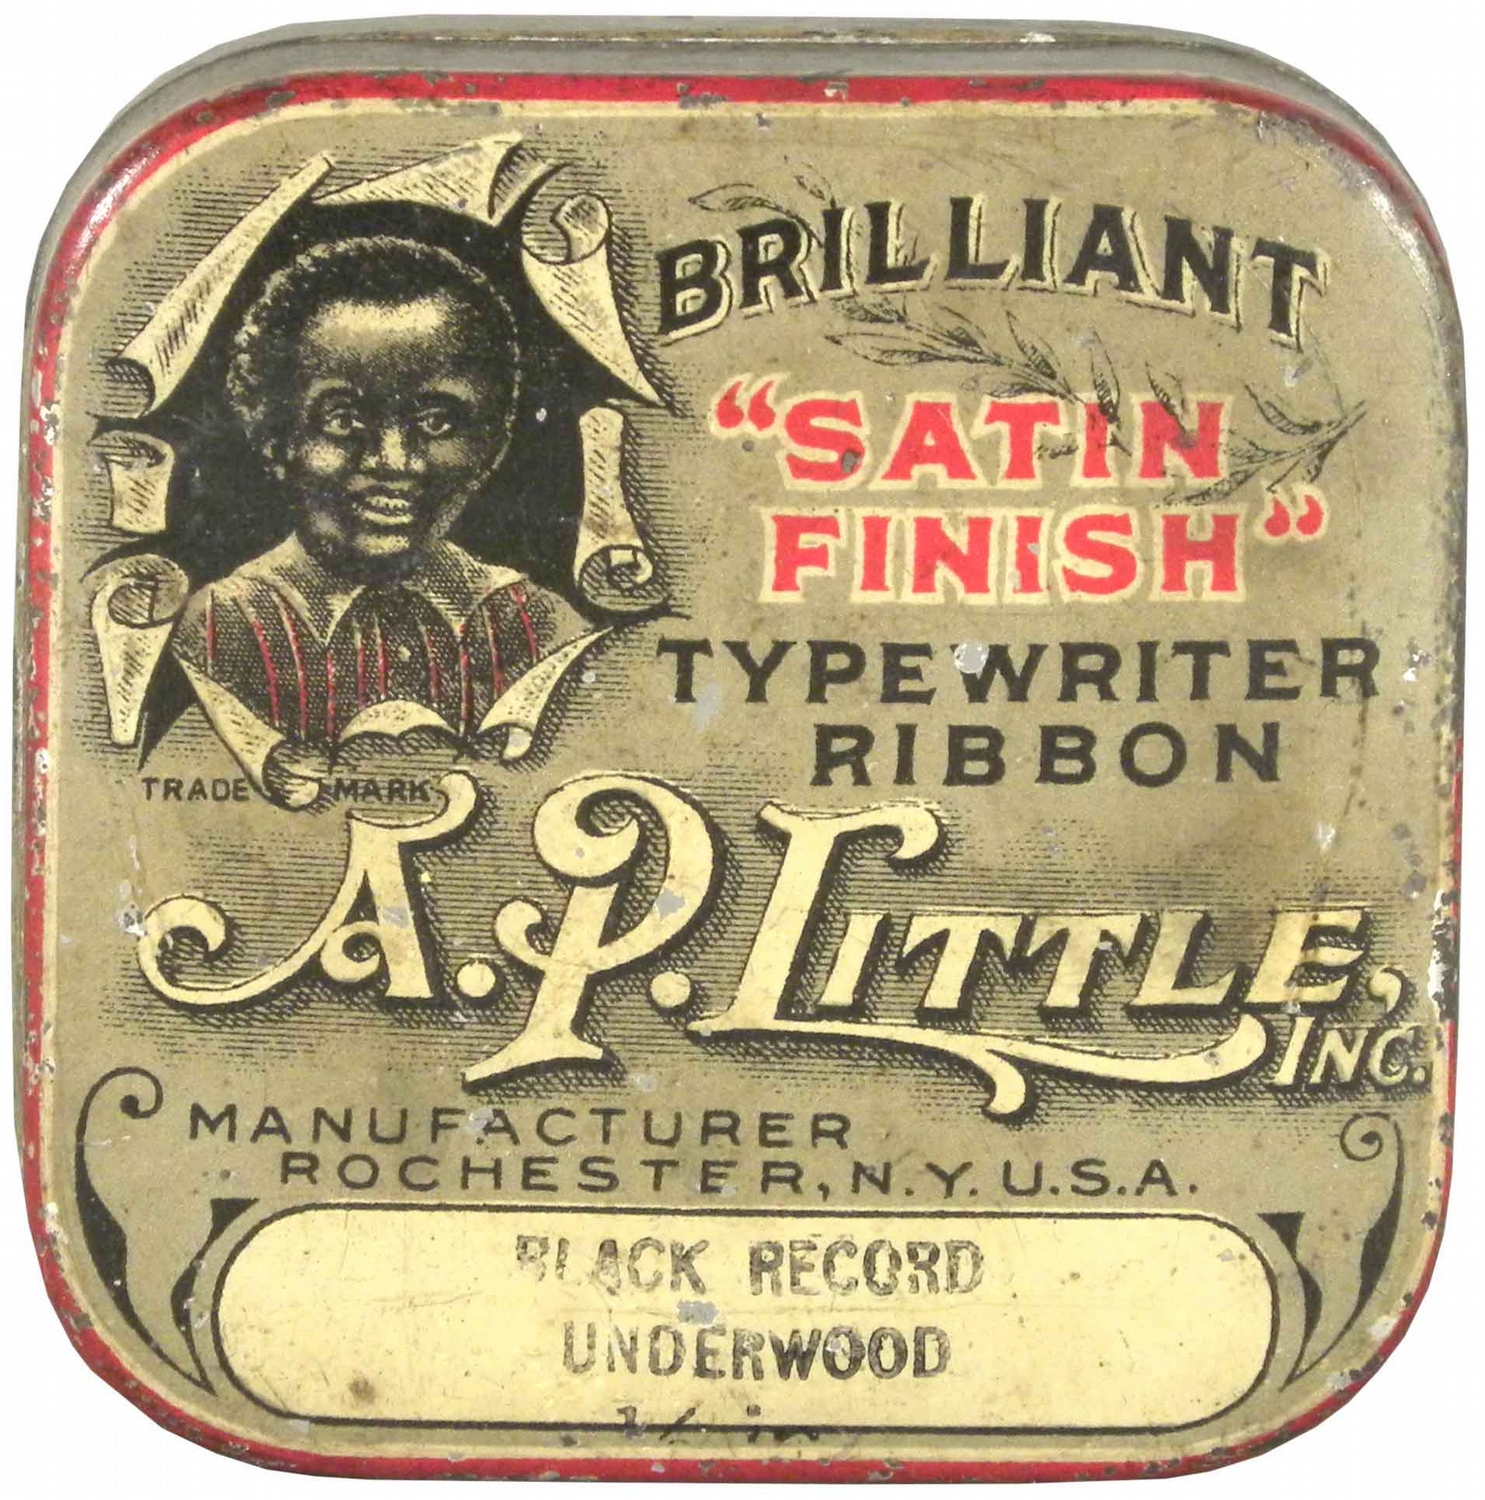 BRILLIANT
“SATIN
FINISH”
TYPEWRITER
RIBBON
TRADE MARK
A.P. LITTLE,
INC.
MANUFACTURER
ROCHESTER, N.Y. U.S.A.
BLACK RECORD
UNDERWOOD